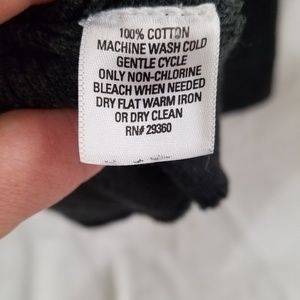 100% COTTON
MACHINE WASH COLD
GENTLE CYCLE
ONLY NON-CHLORINE
BLEACH WHEN NEEDED
DRY FLAT WARM IRON
OR DRY CLEAN
RN# 29360